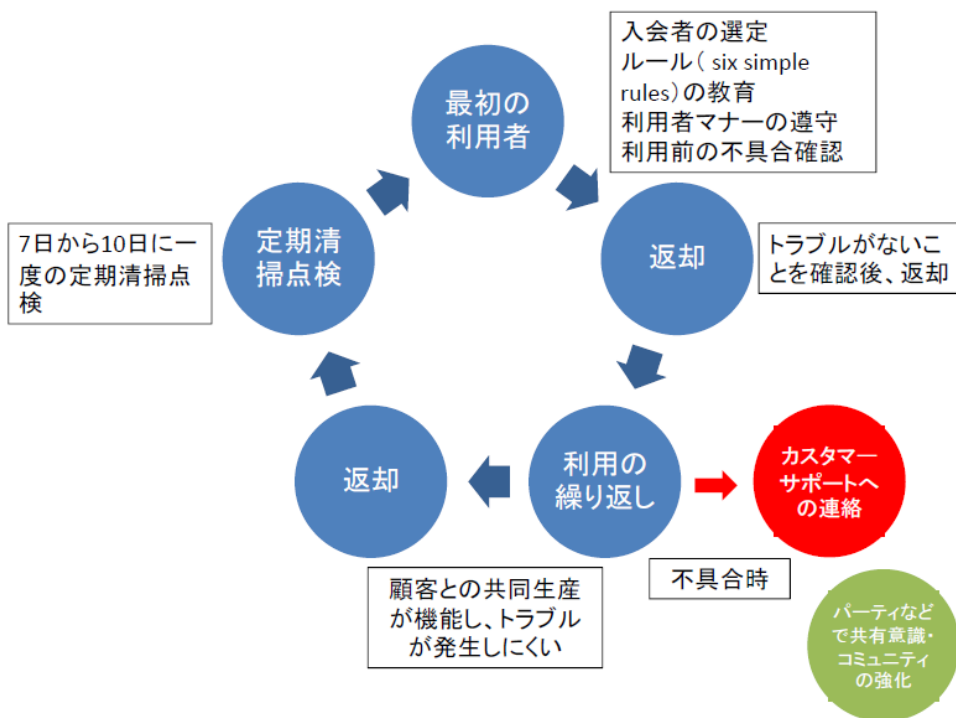 入会者の選定
ルール( six simple
rules)の教育
利用者マナーの遵守
利用前の不具合確認
最初の
利用者
定期清
掃点検
7日から10日に一
度の定期清掃点
検
返却
トラブルがないこ
とを確認後、返却
返却
利用の
繰り返し
カスタマー
サポートへ
の連絡
不具合時
顧客との共同生産
が機能し、トラブル
が発生しにくい
パーティなど
で共有意識・
コミュニティ
の強化